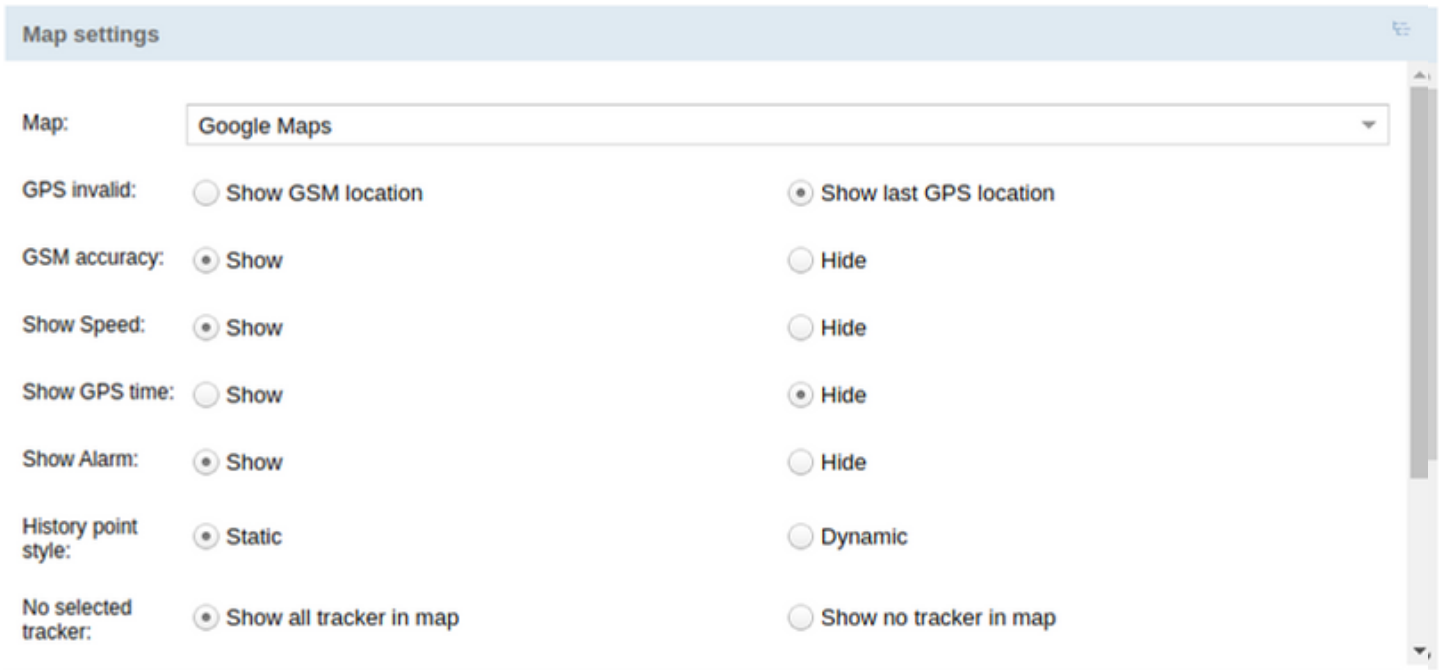 Map settings
Map: Google Maps
GPS invalid: Show GSM location Show last GPS location
GSM accuracy: Show Hide
Show Speed: Show Hide
Show GPS time: Show Hide
Show Alarm: Show Hide
History point
style: Static Dynamic
No selected
tracker: Show all tracker in map Show no tracker in map